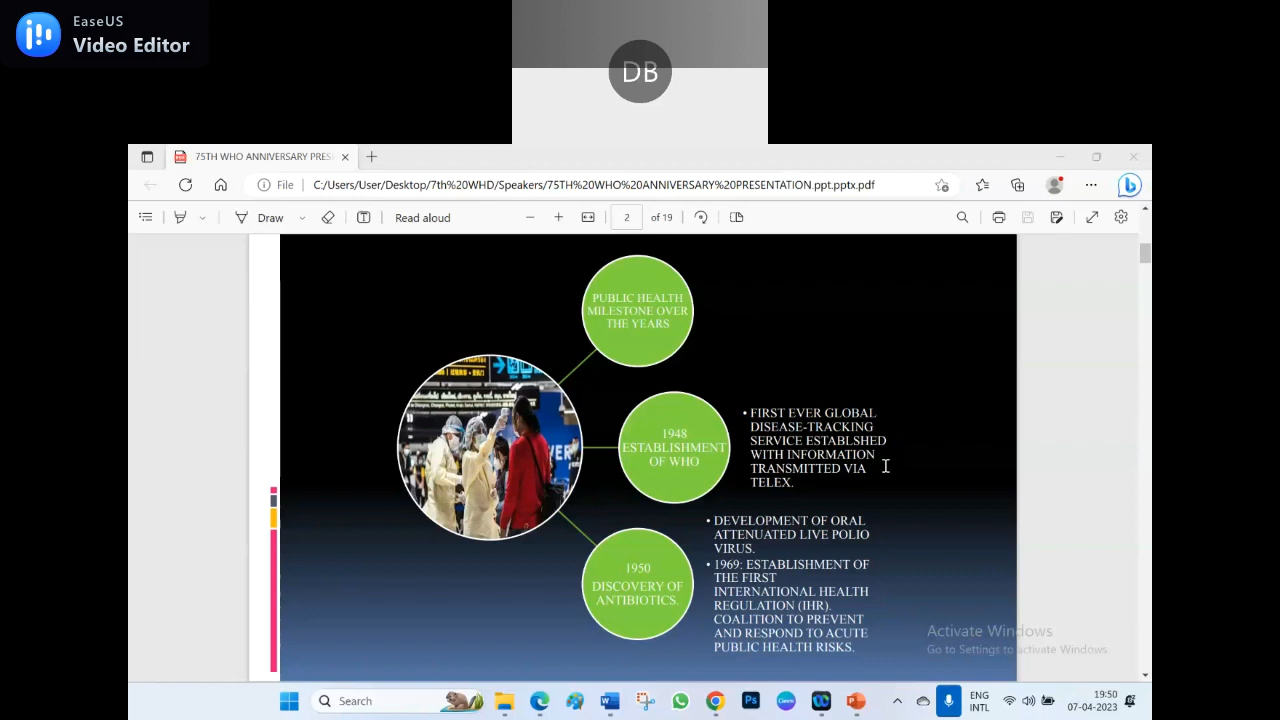 EaseUS
Video Editor
DB
75TH WHO ANNIVERSARY PRES
File
C:/Users/User/Desktop/7th%20WHD/Speakers/75TH%20WHO%20ANNIVERSARY%20PRESENTATION.ppt.pptx.pdf
Draw
Read aloud
2
of 19
PUBLIC HEALTH
MILESTONE OVER
THE YEARS
1948
ESTABLISHMENT
OF WHO
• FIRST EVER GLOBAL
DISEASE-TRACKING
SERVICE ESTABLSHED
WITH INFORMATION
TRANSMITTED VIA
TELEX.
1950
DISCOVERY OF
ANTIBIOTICS.
• DEVELOPMENT OF ORAL
ATTENUATED LIVE POLIO
VIRUS.
• 1969: ESTABLISHMENT OF
THE FIRST
INTERNATIONAL HEALTH
REGULATION (IHR).
COALITION TO PREVENT
AND RESPOND TO ACUTE
PUBLIC HEALTH RISKS.
Activate Windows
Go to Settings to activate Windows.
Search
ENG
INTL
19:50
07-04-2023